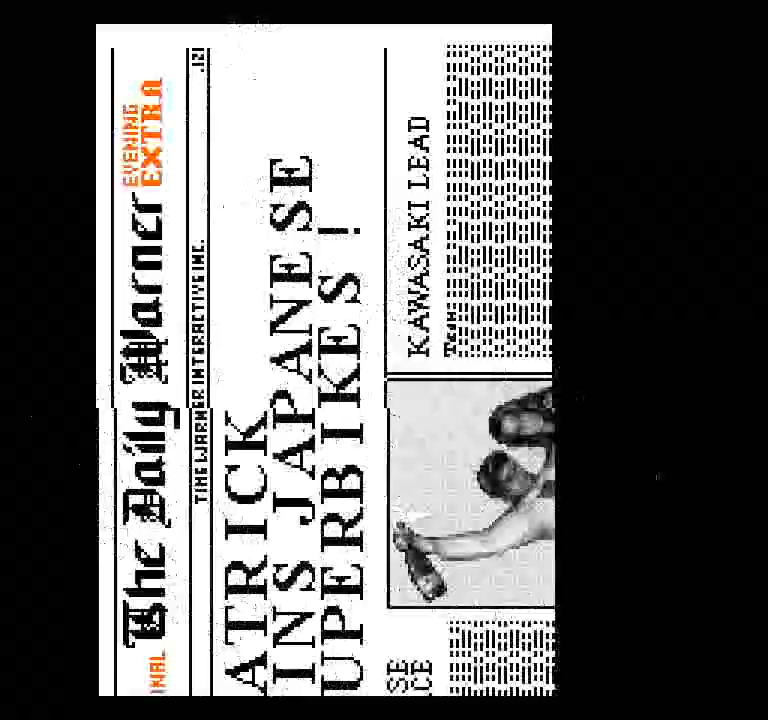 The Daily Warner
EVENING
EXTRA
TIME WARNER INTERACTIVE INC.
ATRICK
INS JAPANESE
UPERBIKES !
KAWASAKI LEAD